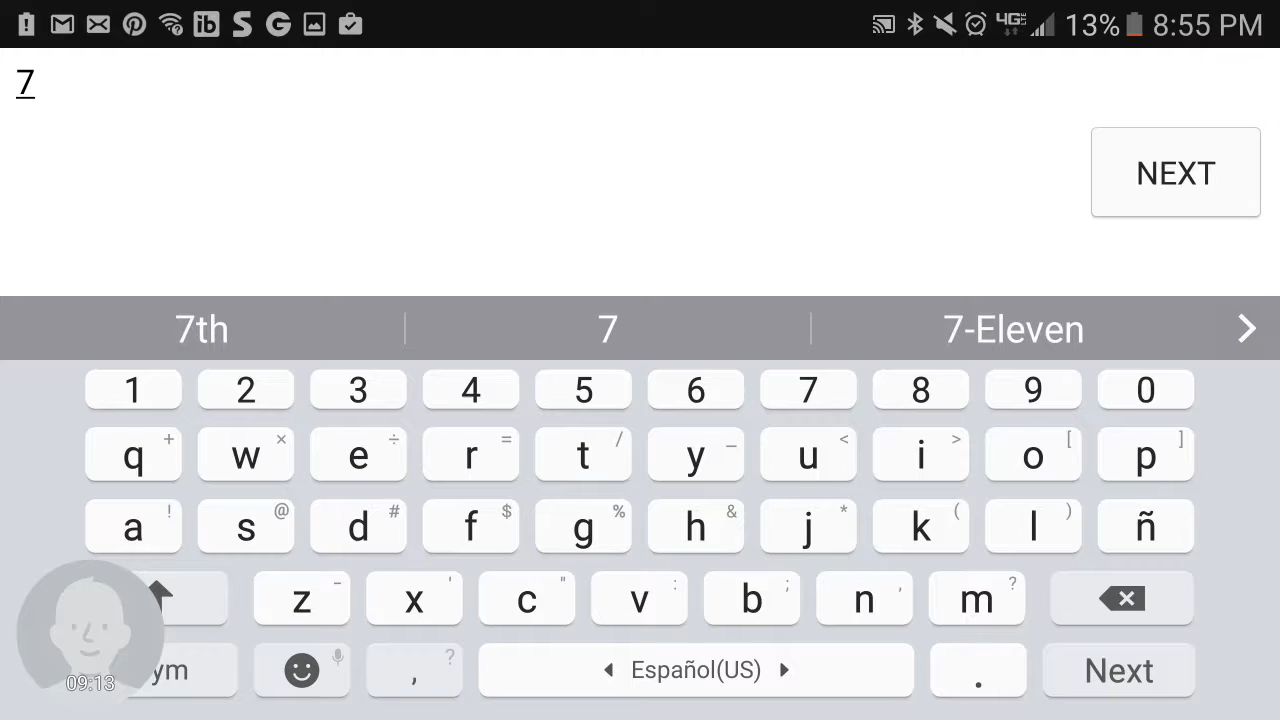 13% 8:55 PM
7
NEXT
7th 7 7-Eleven
1 2 3 4 5 6 7 8 9 0
q + w × e ÷ r = t / y _ u < i > o [ p ]
a ! s @ d # f $ g % h & j * k ( l ) ñ
z - x ' c " v : b ; n , m ?
ym , ? Español(US) . Next
09:13